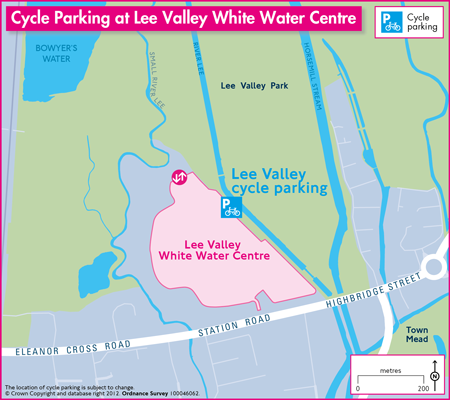 Cycle Parking at Lee Valley White Water Centre
P
Cycle
parking
BOWYER'S
WATER
SMALL RIVER LEE
RIVER LEE
HORSEMILL STREAM
Lee Valley Park
Lee Valley
cycle parking
P
Lee Valley
White Water Centre
ELEANOR CROSS ROAD
STATION ROAD
HIGHBRIDGE STREET
Town
Mead
metres
0
200
N
The location of cycle parking is subject to change.
© Crown Copyright and database right 2012. Ordnance Survey 100046062.